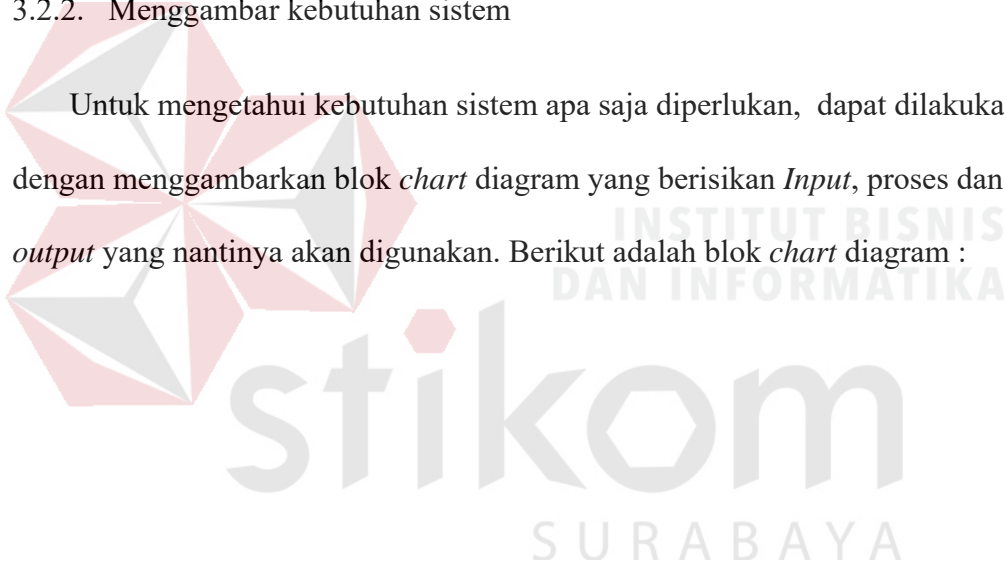 3.2.2. Menggambar kebutuhan sistem
Untuk mengetahui kebutuhan sistem apa saja diperlukan, dapat dilakuka
dengan menggambarkan blok chart diagram yang berisikan Input, proses dan
output yang nantinya akan digunakan. Berikut adalah blok chart diagram :
INSTITUT BISNIS
DAN INFORMATIKA
stikom
SURABAYA